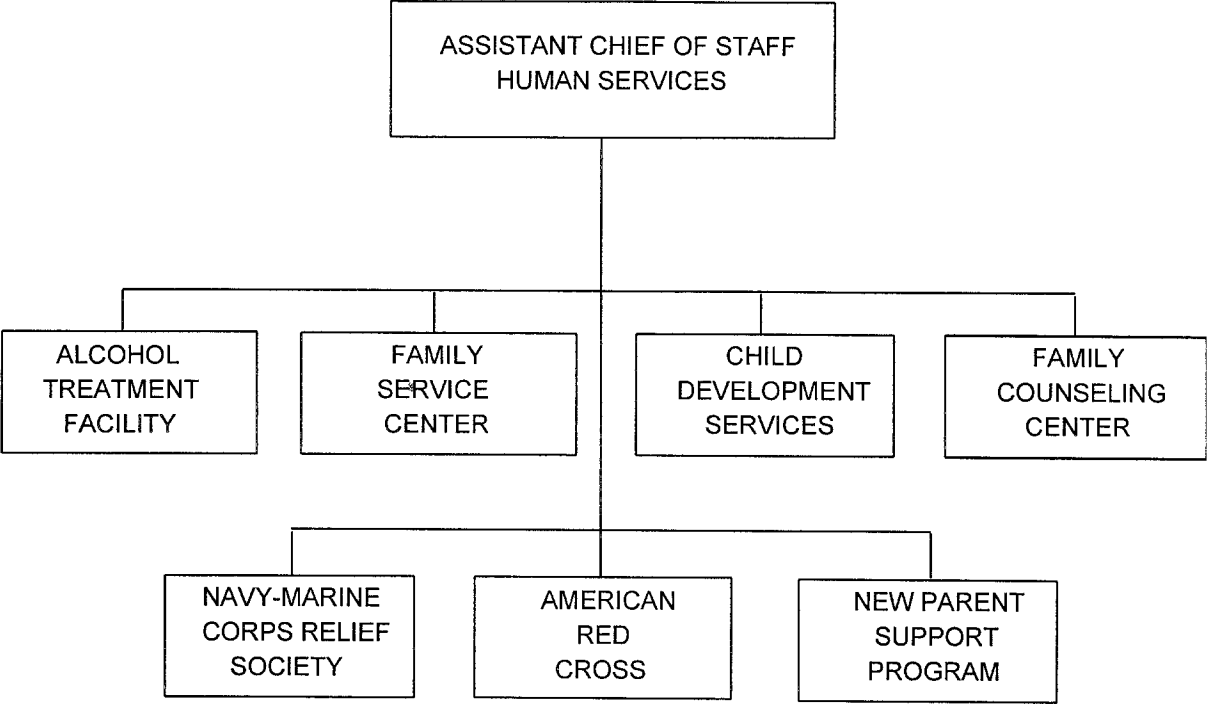 ASSISTANT CHIEF OF STAFF
HUMAN SERVICES
ALCOHOL
TREATMENT
FACILITY
FAMILY
SERVICE
CENTER
CHILD
DEVELOPMENT
SERVICES
FAMILY
COUNSELING
CENTER
NAVY-MARINE
CORPS RELIEF
SOCIETY
AMERICAN
RED
CROSS
NEW PARENT
SUPPORT
PROGRAM